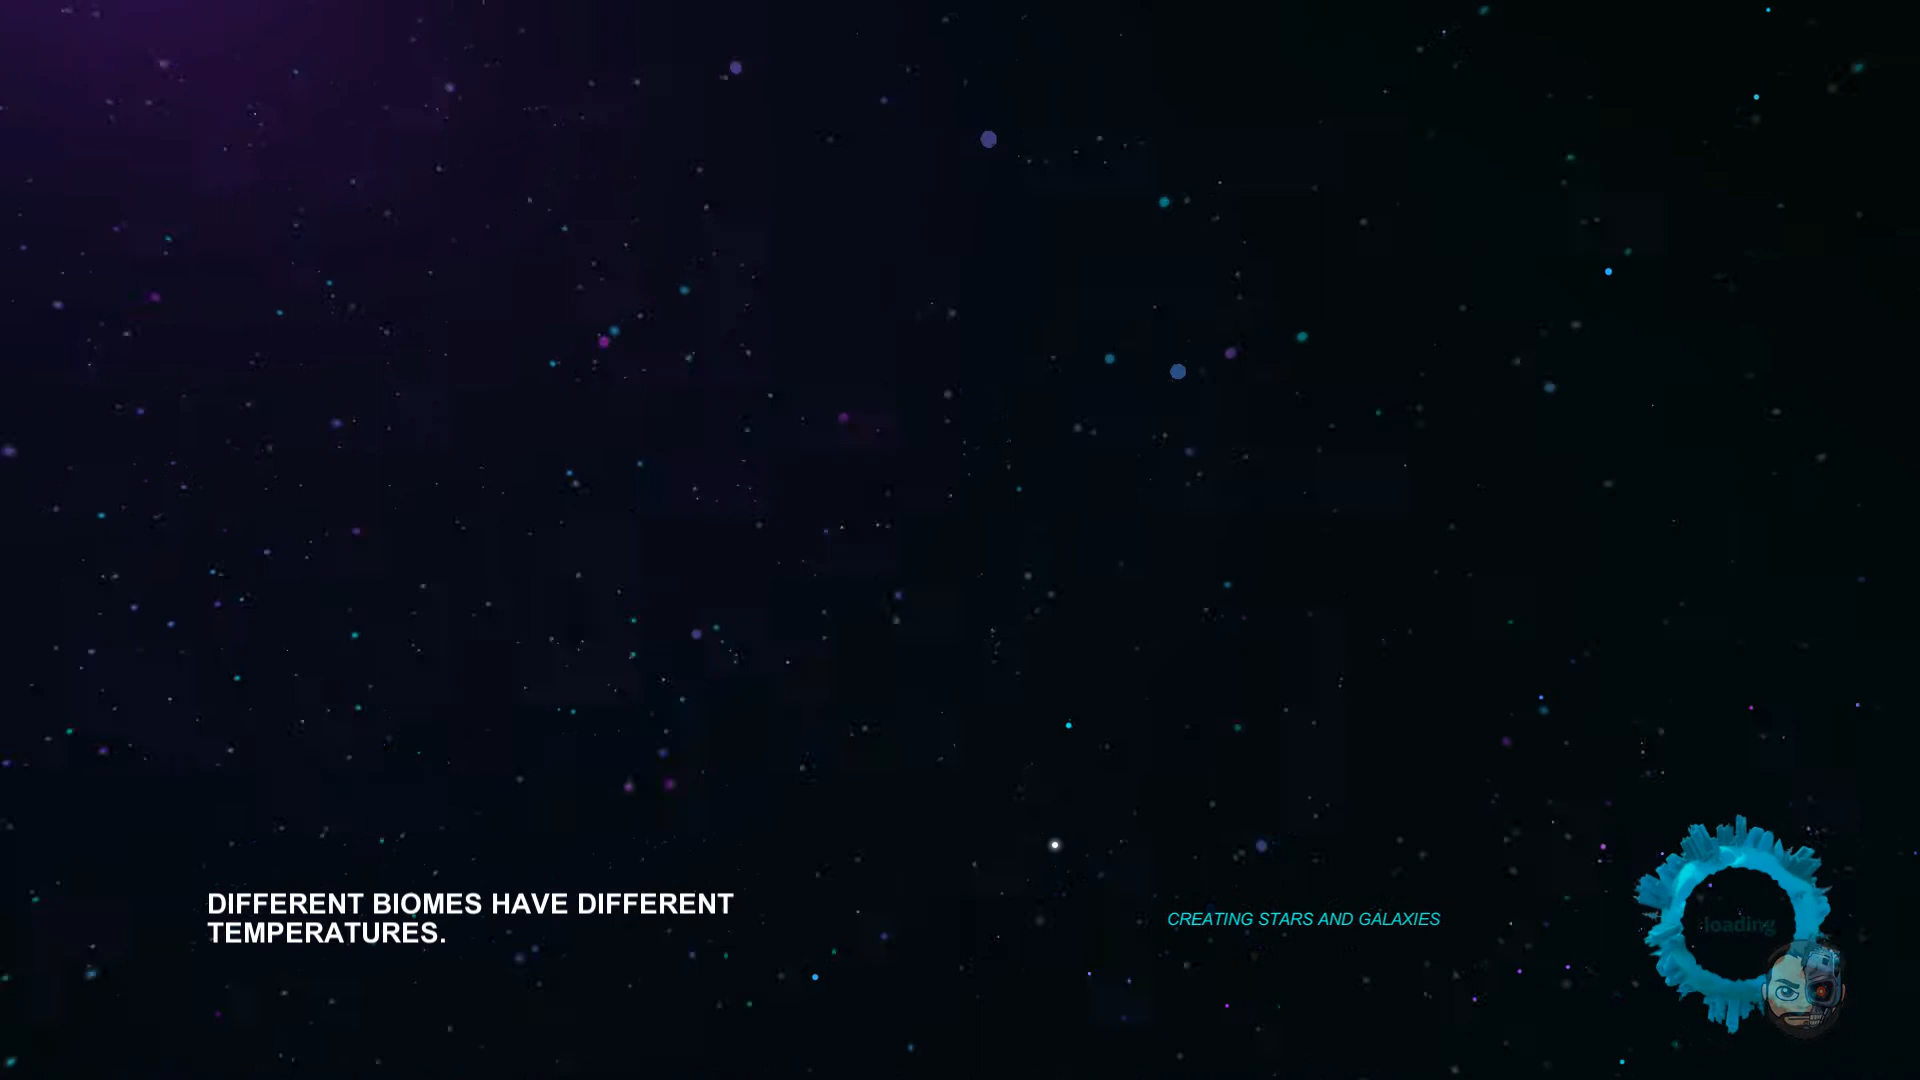 DIFFERENT BIOMES HAVE DIFFERENT
TEMPERATURES.
CREATING STARS AND GALAXIES
loading